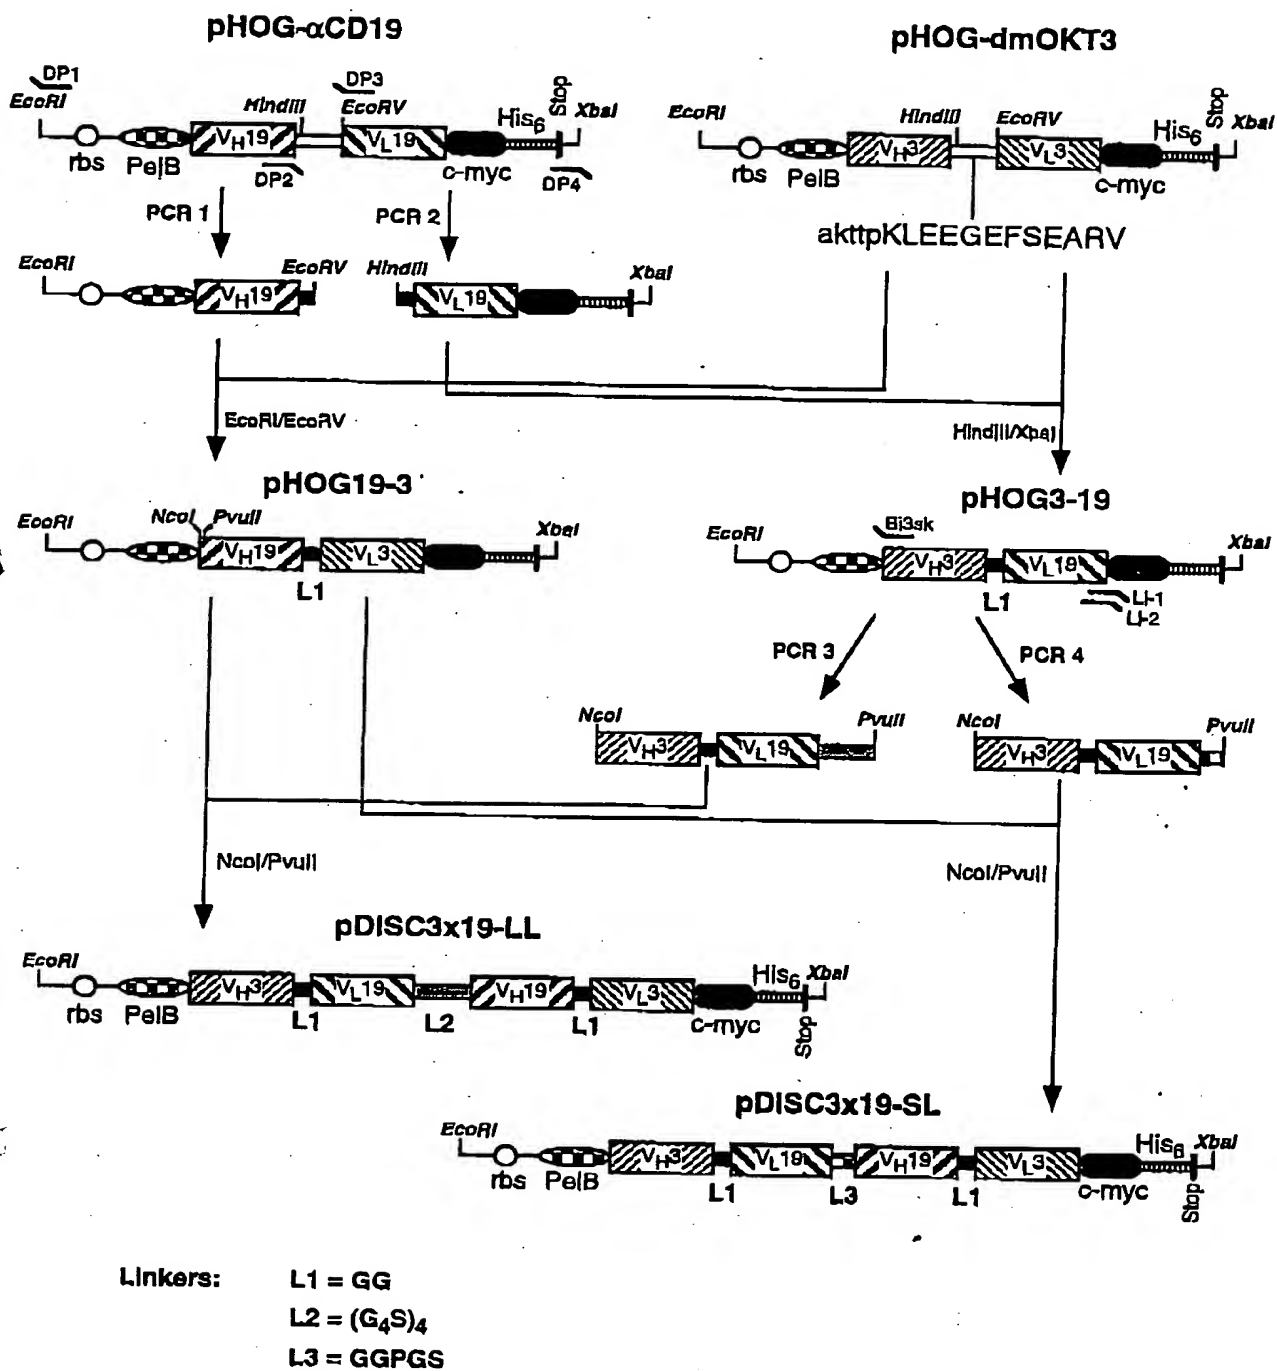 pHOG-αCD19
pHOG-dmOKT3
DP1
EcoRI
HindIII
DP3
EcoRV
His6
Stop
XbaI
rbs
PelB
VH19
DP2
VL19
c-myc
DP4
EcoRI
HindIII
EcoRV
His6
Stop
XbaI
rbs
PelB
VH3
VL3
c-myc
PCR 1
PCR 2
akttpKLEEGEFSEARV
EcoRI
EcoRV
HindIII
XbaI
VH19
VL19
EcoRI/EcoRV
HindIII/XbaI
pHOG19-3
pHOG3-19
EcoRI
NcoI
PvuII
XbaI
VH19
VL3
L1
EcoRI
Bi3sk
XbaI
VH3
VL19
L1
LI-1
LI-2
PCR 3
PCR 4
NcoI
PvuII
VH3
VL19
NcoI
PvuII
VH3
VL19
NcoI/PvuII
NcoI/PvuII
pDISC3x19-LL
EcoRI
His6
XbaI
VH3
VL19
VH19
VL3
rbs
PelB
L1
L2
L1
c-myc
Stop
pDISC3x19-SL
EcoRI
His6
XbaI
VH3
VL19
VH19
VL3
rbs
PelB
L1
L3
L1
c-myc
Stop
Linkers: L1 = GG
L2 = (G4S)4
L3 = GGPGS